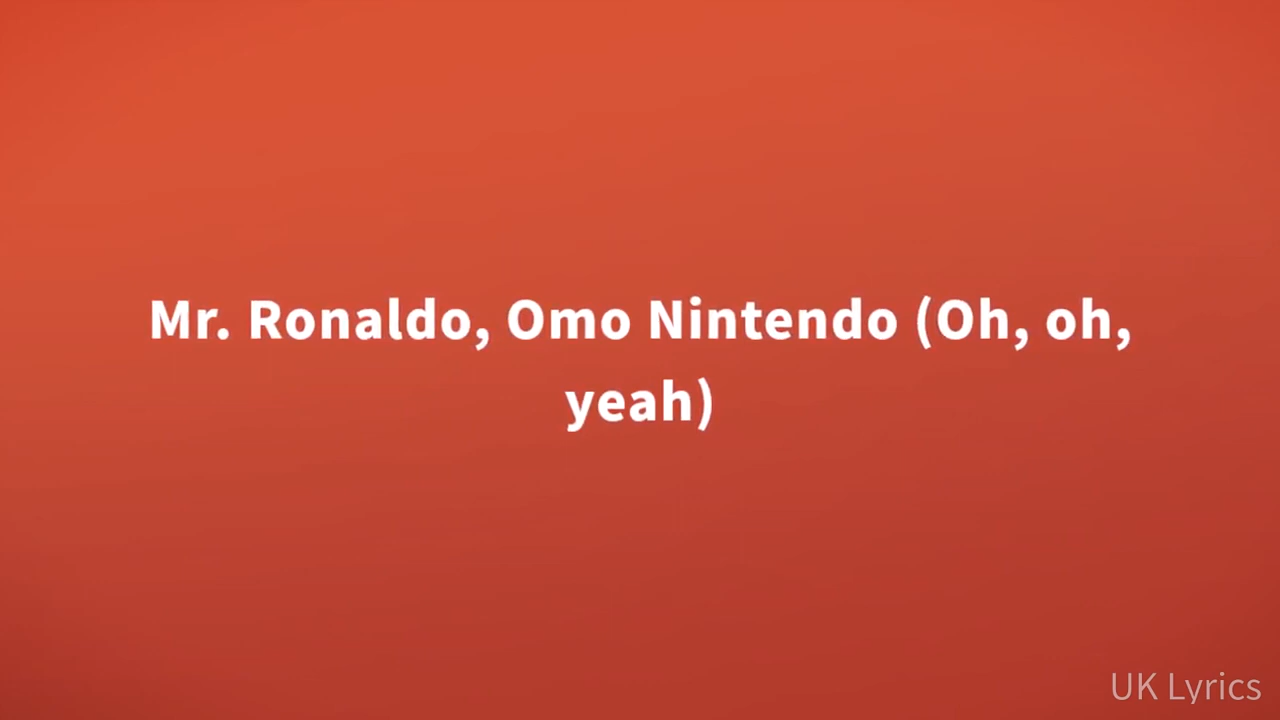 Mr. Ronaldo, Omo Nintendo (Oh, oh,
yeah)
UK Lyrics